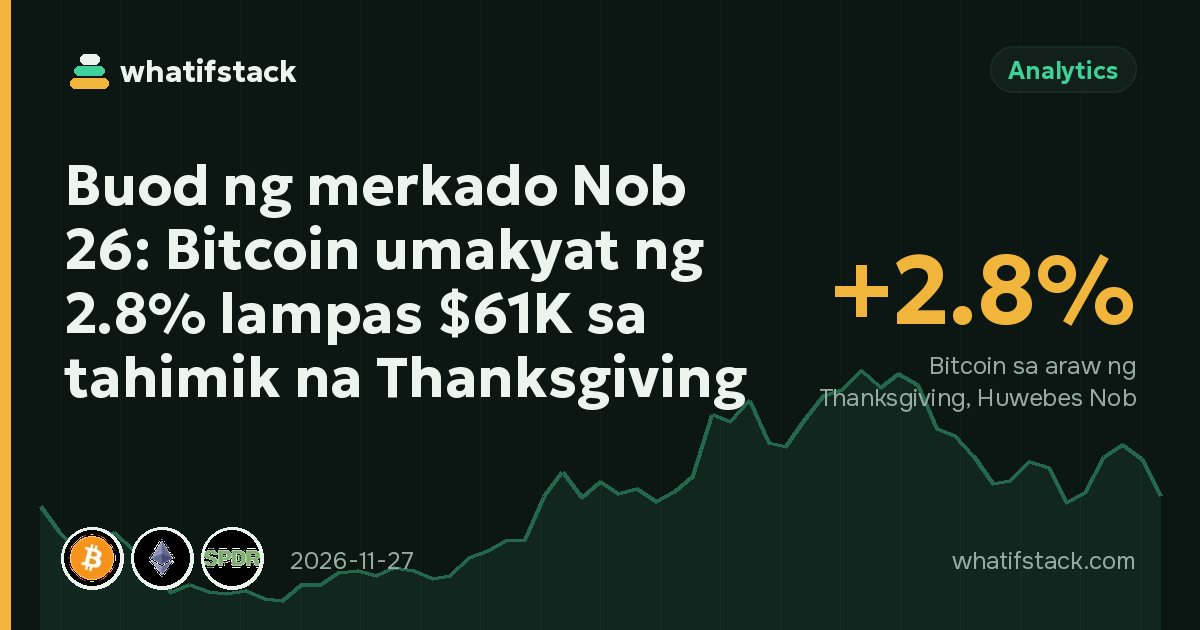 whatifstack
Analytics
Buod ng merkado Nob
26: Bitcoin umakyat ng
2.8% lampas $61K sa
tahimik na Thanksgiving
+2.8%
Bitcoin sa araw ng
Thanksgiving, Huwebes Nob
SPDR
2026-11-27
whatifstack.com